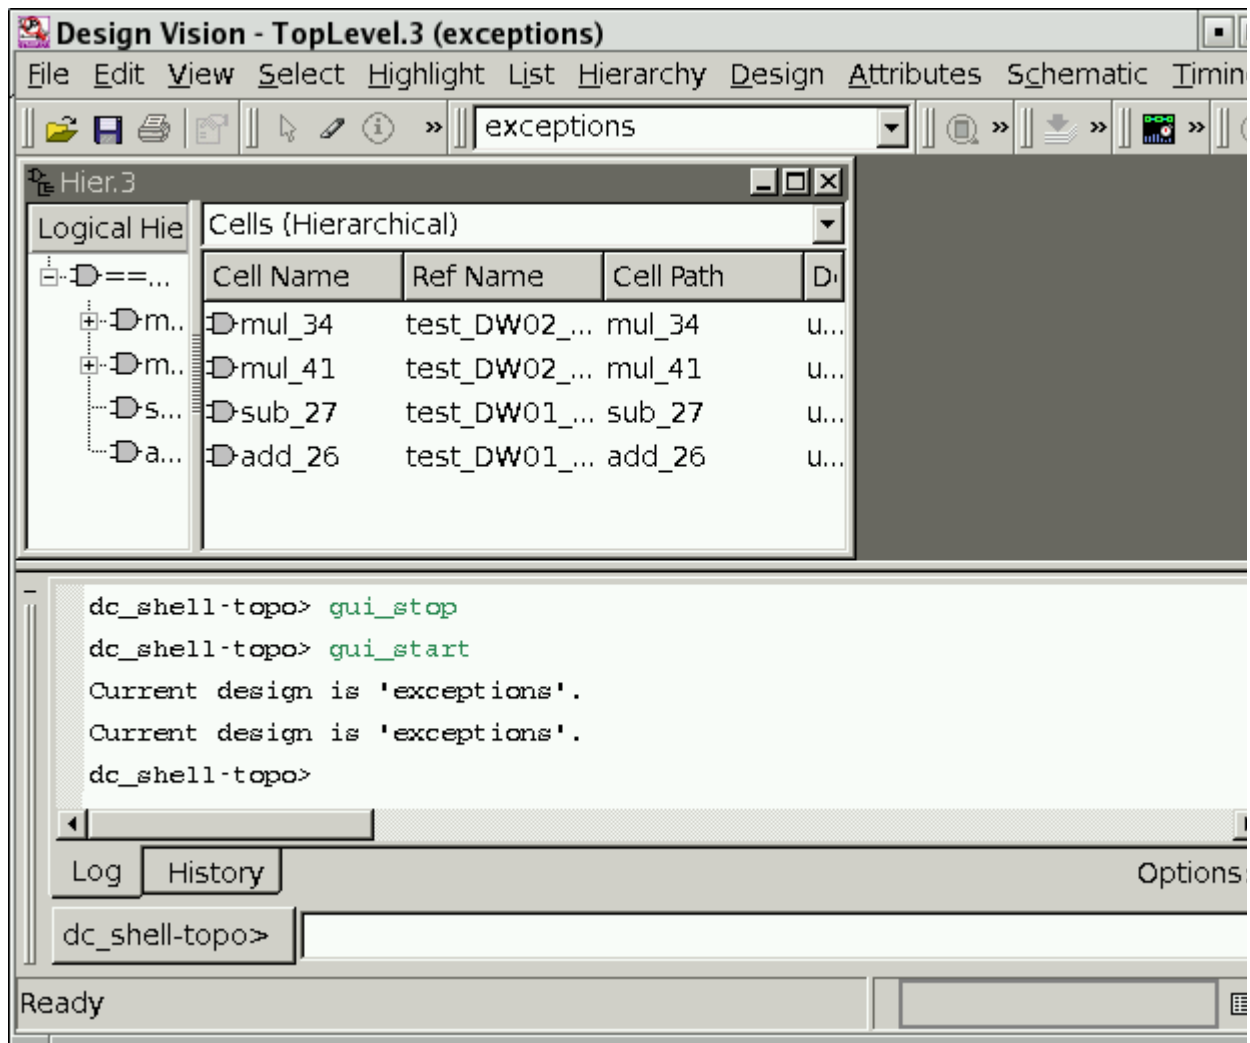 Design Vision - TopLevel.3 (exceptions)
File Edit View Select Highlight List Hierarchy Design Attributes Schematic Timin
» exceptions » » »
Hier.3
Logical Hie Cells (Hierarchical)
==... Cell Name Ref Name Cell Path D
m.. mul_34 test_DW02_... mul_34 u...
m.. mul_41 test_DW02_... mul_41 u...
s... sub_27 test_DW01_... sub_27 u...
a... add_26 test_DW01_... add_26 u...
dc_shell-topo> gui_stop
dc_shell-topo> gui_start
Current design is 'exceptions'.
Current design is 'exceptions'.
dc_shell-topo>
Log History Options:
dc_shell-topo>
Ready